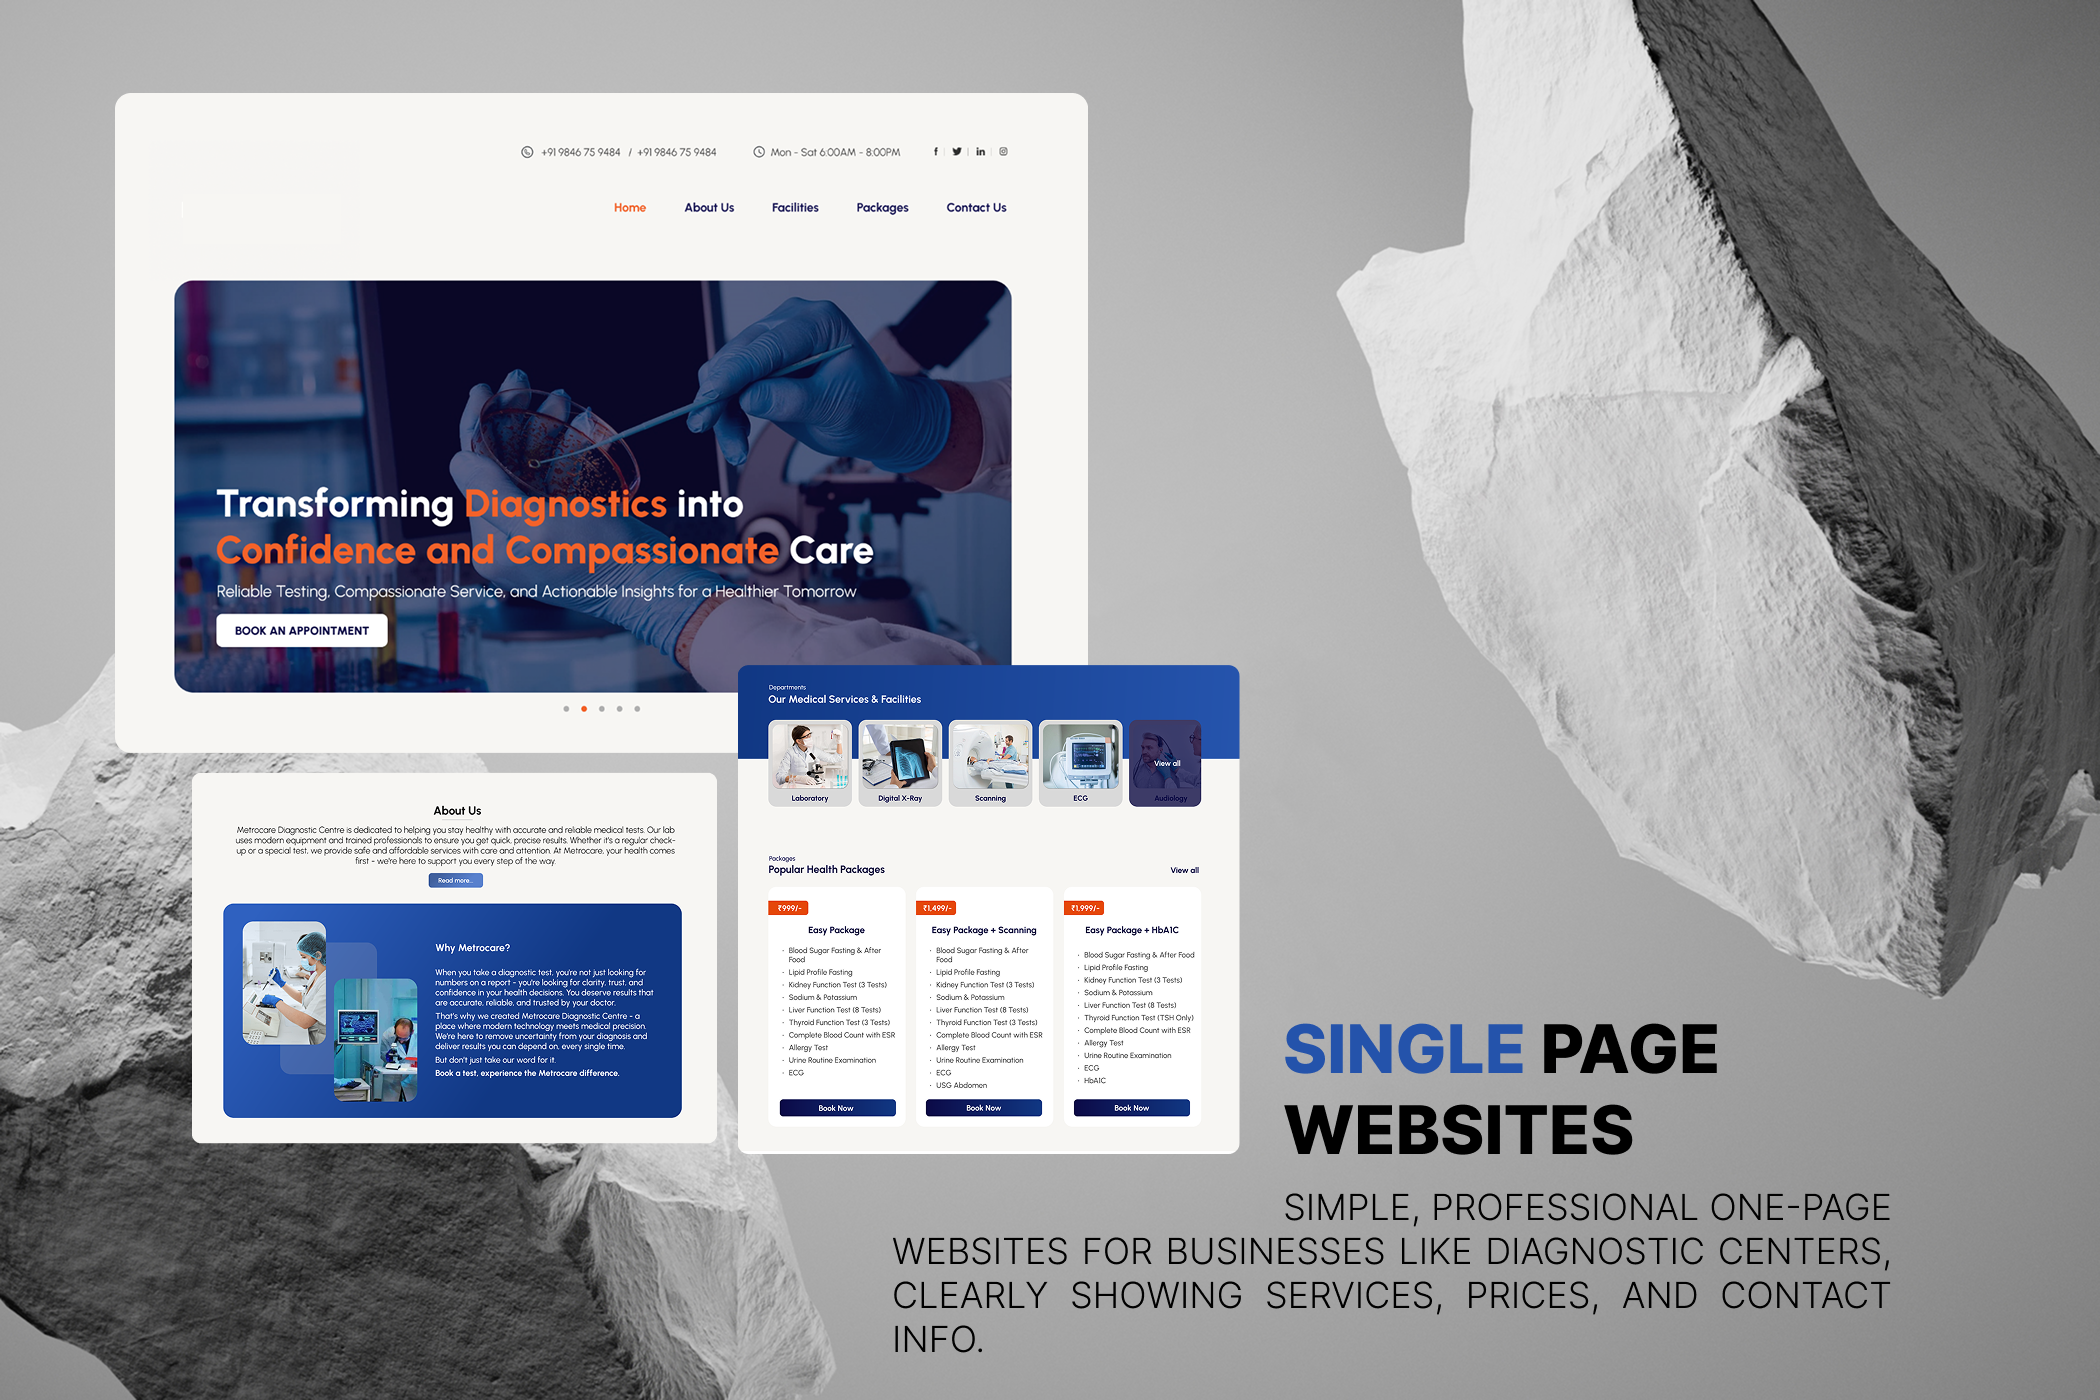 +91 9846 75 9484 / +91 9846 75 9484
Mon - Sat 6:00AM - 8:00PM
Home
About Us
Facilities
Packages
Contact Us
Transforming Diagnostics into
Confidence and Compassionate Care
Reliable Testing, Compassionate Service, and Actionable Insights for a Healthier Tomorrow
BOOK AN APPOINTMENT
About Us
Metrocare Diagnostic Centre is dedicated to helping you stay healthy with accurate and reliable medical tests. Our lab
uses modern equipment and trained professionals to ensure you get quick, precise results. Whether it's a regular check-
up or a special test, we provide safe and affordable services with care and attention. At Metrocare, your health comes
first - we're here to support you every step of the way.
Read more...
Why Metrocare?
When you take a diagnostic test, you're not just looking for
numbers on a report - you're looking for clarity, trust, and
confidence in your health decisions. You deserve results that
are accurate, reliable, and trusted by your doctor.
That's why we created Metrocare Diagnostic Centre - a
place where modern technology meets medical precision.
We're here to remove uncertainty from your diagnosis and
deliver results you can depend on, every single time.
But don't just take our word for it.
Book a test, experience the Metrocare difference.
Departments
Our Medical Services & Facilities
Laboratory
Digital X-Ray
Scanning
ECG
View all
Audiology
Packages
Popular Health Packages
View all
₹999/-
Easy Package
· Blood Sugar Fasting & After
Food
· Lipid Profile Fasting
· Kidney Function Test (3 Tests)
· Sodium & Potassium
· Liver Function Test (8 Tests)
· Thyroid Function Test (3 Tests)
· Complete Blood Count with ESR
· Allergy Test
· Urine Routine Examination
· ECG
Book Now
₹1,499/-
Easy Package + Scanning
· Blood Sugar Fasting & After
Food
· Lipid Profile Fasting
· Kidney Function Test (3 Tests)
· Sodium & Potassium
· Liver Function Test (8 Tests)
· Thyroid Function Test (3 Tests)
· Complete Blood Count with ESR
· Allergy Test
· Urine Routine Examination
· ECG
· USG Abdomen
Book Now
₹1,999/-
Easy Package + HbA1C
· Blood Sugar Fasting & After Food
· Lipid Profile Fasting
· Kidney Function Test (3 Tests)
· Sodium & Potassium
· Liver Function Test (8 Tests)
· Thyroid Function Test (TSH Only)
· Complete Blood Count with ESR
· Allergy Test
· Urine Routine Examination
· ECG
· HbA1C
Book Now
SINGLE PAGE
WEBSITES
SIMPLE, PROFESSIONAL ONE-PAGE
WEBSITES FOR BUSINESSES LIKE DIAGNOSTIC CENTERS,
CLEARLY SHOWING SERVICES, PRICES, AND CONTACT
INFO.